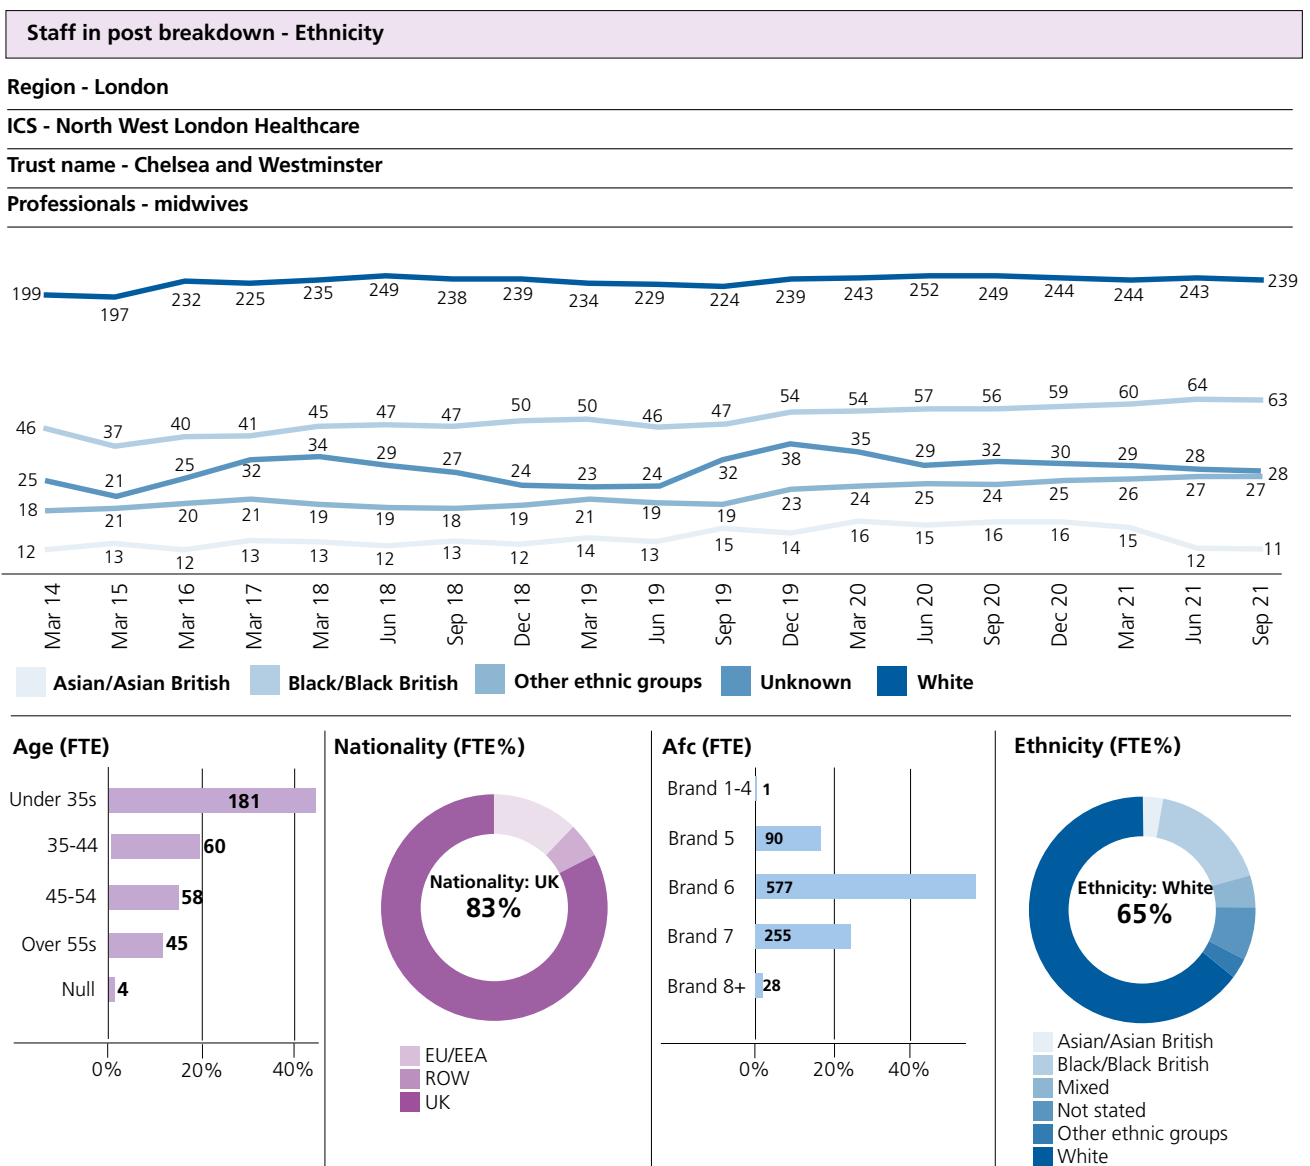 Staff in post breakdown - Ethnicity
Region - London
ICS - North West London Healthcare
Trust name - Chelsea and Westminster
Professionals - midwives
199 197 232 225 235 249 238 239 234 229 224 239 243 252 249 244 244 243 239
46 37 40 41 45 47 47 50 50 46 47 54 54 57 56 59 60 64 63
25 21 25 32 34 29 27 24 23 24 32 38 35 29 32 30 29 28 28
18 21 20 21 19 19 18 19 21 19 19 23 24 25 24 25 26 27 27
12 13 12 13 13 12 13 12 14 13 15 14 16 15 16 16 15 12 11
Mar 14 Mar 15 Mar 16 Mar 17 Mar 18 Jun 18 Sep 18 Dec 18 Mar 19 Jun 19 Sep 19 Dec 19 Mar 20 Jun 20 Sep 20 Dec 20 Mar 21 Jun 21 Sep 21
Asian/Asian British Black/Black British Other ethnic groups Unknown White
Age (FTE)
Under 35s 181
35-44 60
45-54 58
Over 55s 45
Null 4
0% 20% 40%
Nationality (FTE%)
Nationality: UK
83%
EU/EEA
ROW
UK
Afc (FTE)
Brand 1-4 1
Brand 5 90
Brand 6 577
Brand 7 255
Brand 8+ 28
0% 20% 40%
Ethnicity (FTE%)
Ethnicity: White
65%
Asian/Asian British
Black/Black British
Mixed
Not stated
Other ethnic groups
White